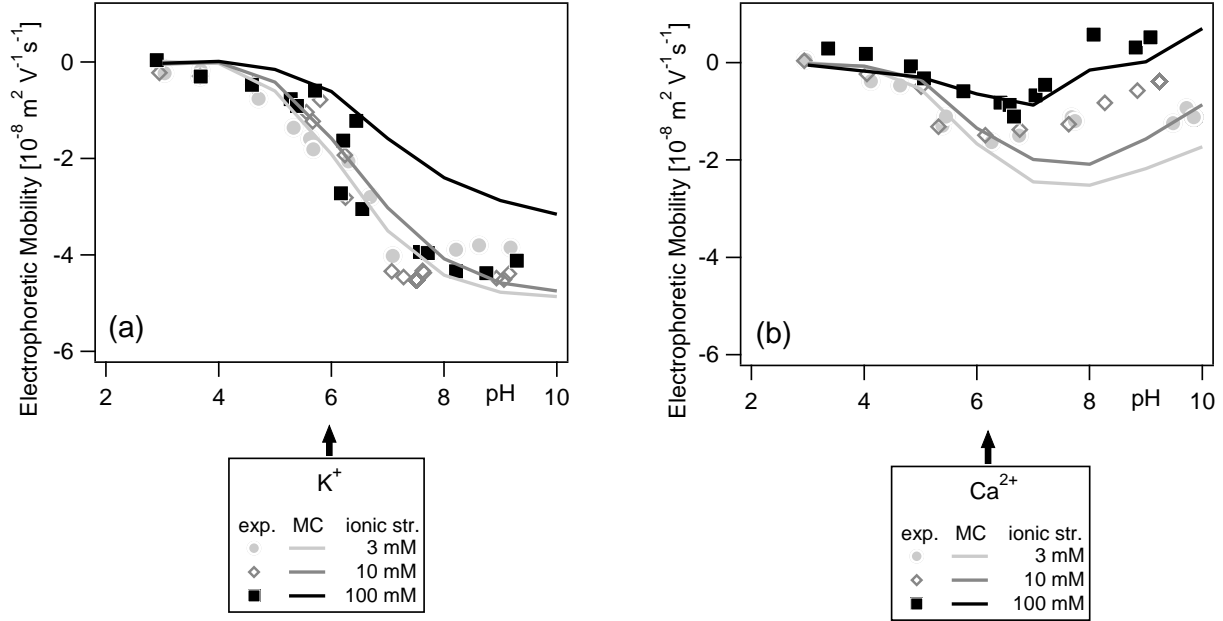 Electrophoretic Mobility [10⁻⁸ m² V⁻¹ s⁻¹]
0
-2
-4
-6
(a)
2
4
6
8
pH
10
K⁺
exp. MC ionic str.
3 mM
10 mM
100 mM
Electrophoretic Mobility [10⁻⁸ m² V⁻¹ s⁻¹]
0
-2
-4
-6
(b)
2
4
6
8
pH
10
Ca²⁺
exp. MC ionic str.
3 mM
10 mM
100 mM